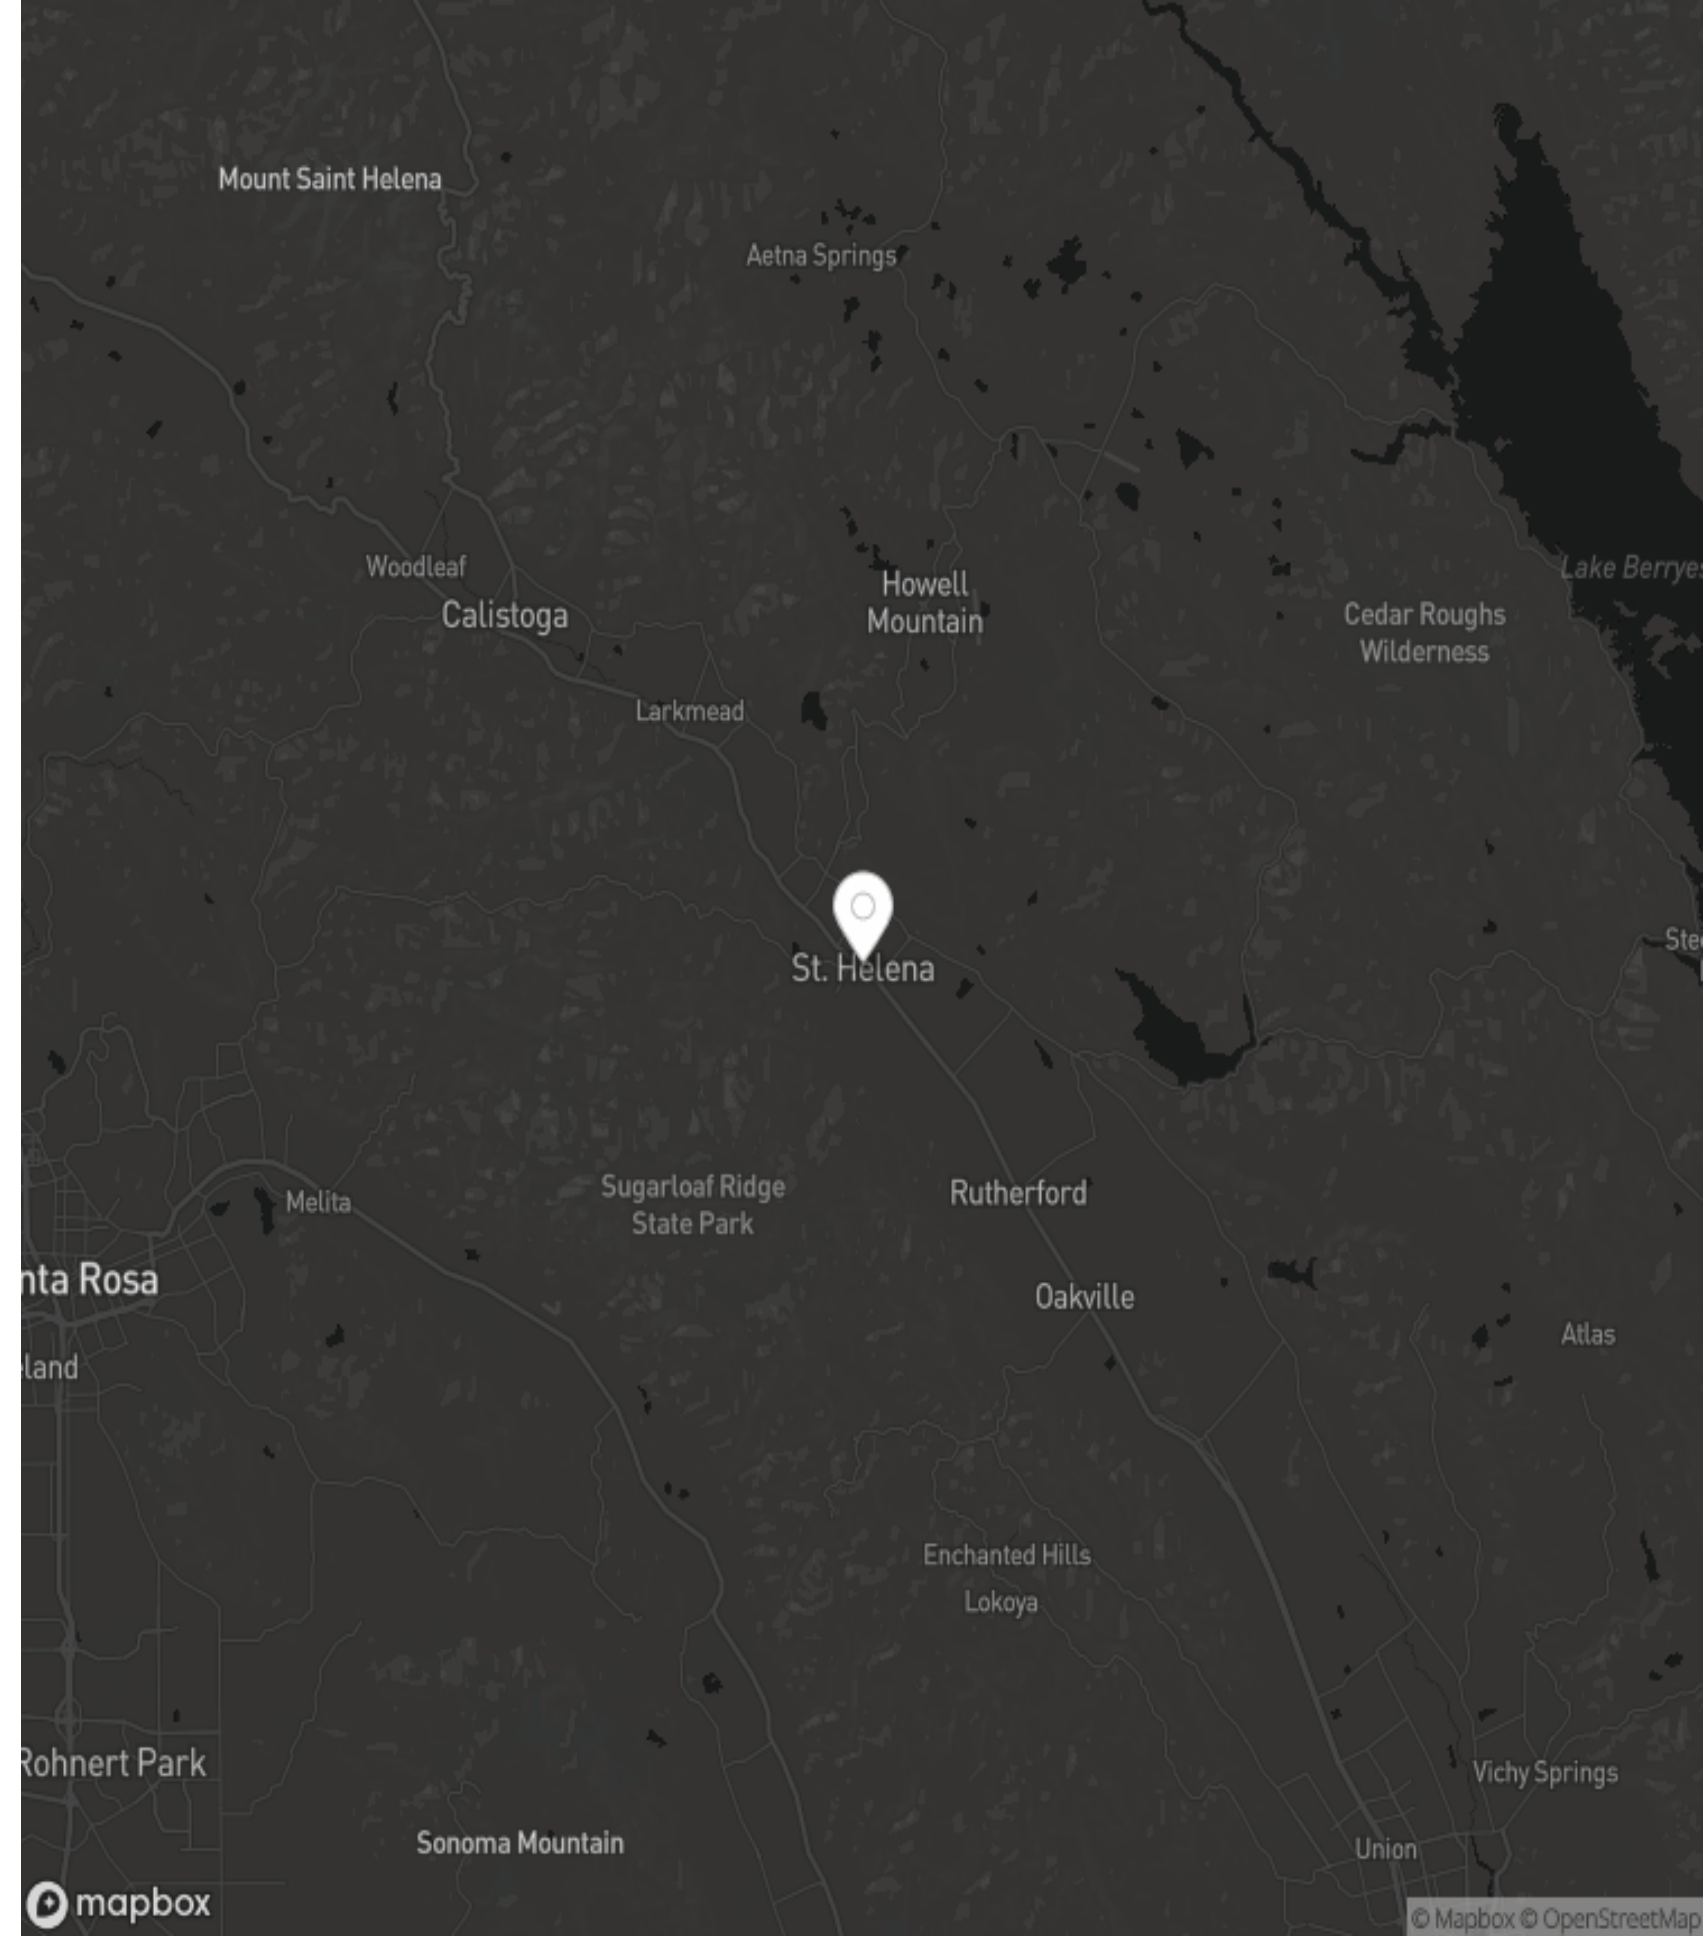 Mount Saint Helena
Aetna Springs
Woodleaf
Howell
Mountain
Lake Berryes
Calistoga
Cedar Roughs
Wilderness
Larkmead
St. Helena
Stee
Sugarloaf Ridge
State Park
Rutherford
Melita
nta Rosa
Oakville
Atlas
eland
Enchanted Hills
Lokoya
Rohnert Park
Vichy Springs
Sonoma Mountain
Union
mapbox
© Mapbox © OpenStreetMap